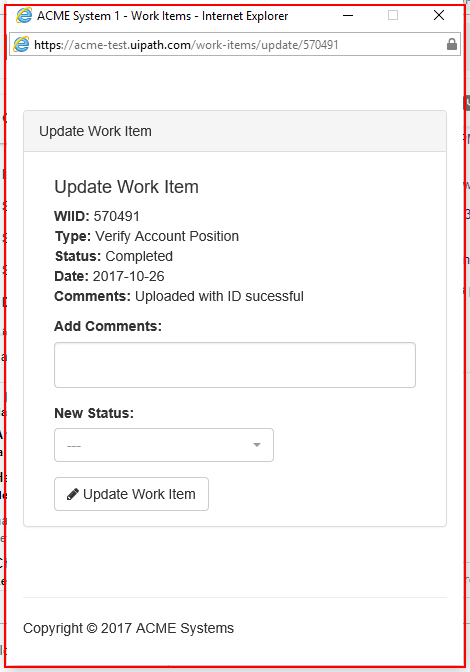 ACME System 1 - Work Items - Internet Explorer
https://acme-test.uipath.com/work-items/update/570491
Update Work Item
Update Work Item
WIID: 570491
Type: Verify Account Position
Status: Completed
Date: 2017-10-26
Comments: Uploaded with ID sucessful
Add Comments:
New Status:
---
Update Work Item
Copyright © 2017 ACME Systems